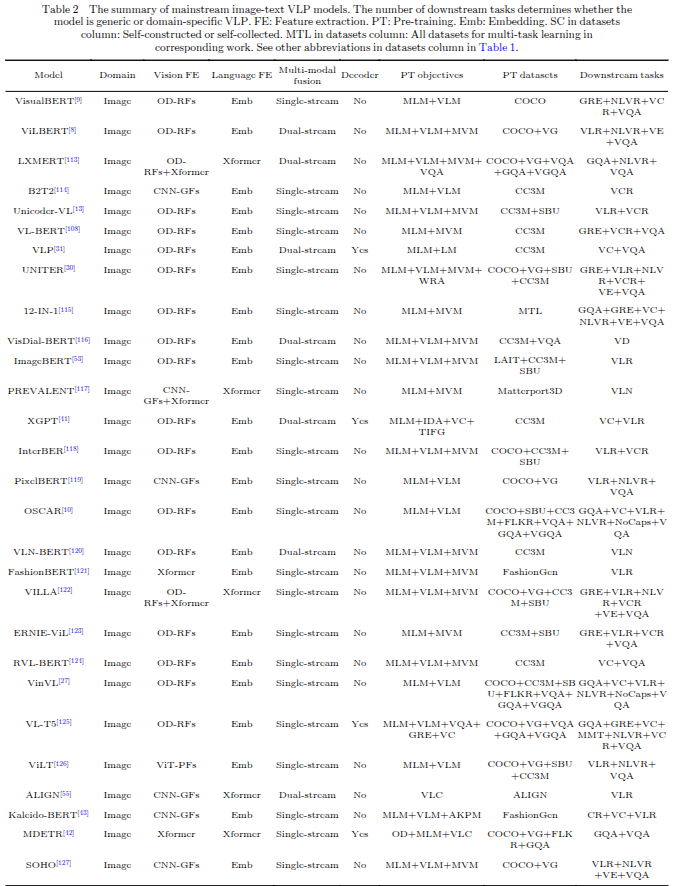 Table 2 The summary of mainstream image-text VLP models. The number of downstream tasks determines whether the
model is generic or domain-specific VLP. FE: Feature extraction. PT: Pre-training. Emb: Embedding. SC in datasets
column: Self-constructed or self-collected. MTL in datasets column: All datasets for multi-task learning in
corresponding work. See other abbreviations in datasets column in Table 1.
Model Domain Vision FE Language FE Multi-modal fusion Decoder PT objectives PT datasets Downstream tasks
VisualBERT[9] Image OD-RFs Emb Single-stream No MLM+VLM COCO GRE+NLVR+VC
R+VQA
ViLBERT[8] Image OD-RFs Emb Dual-stream No MLM+VLM+MVM COCO+VG VLR+NLVR+VE
+VQA
LXMERT[113] Image OD- Xformer Dual-stream No MLM+VLM+MVM+ COCO+VG+VQA GQA+NLVR+
RFs+Xformer VQA +GQA+VGQA VQA
B2T2[114] Image CNN-GFs Emb Single-stream No MLM+VLM CC3M VCR
Unicoder-VL[13] Image OD-RFs Emb Single-stream No MLM+VLM+MVM CC3M+SBU VLR+VCR
VL-BERT[108] Image OD-RFs Emb Single-stream No MLM+MVM CC3M GRE+VCR+VQA
VLP[31] Image OD-RFs Emb Dual-stream Yes MLM+LM CC3M VC+VQA
UNITER[30] Image OD-RFs Emb Single-stream No MLM+VLM+MVM+ COCO+VG+SBU GRE+VLR+NLV
WRA +CC3M R+VCR+
VE+VQA
12-IN-1[115] Image OD-RFs Emb Single-stream No MLM+MVM MTL GQA+GRE+VC+
NLVR+VE+VQA
VisDial-BERT[116] Image OD-RFs Emb Dual-stream No MLM+VLM+MVM CC3M+VQA VD
ImageBERT[53] Image OD-RFs Emb Single-stream No MLM+VLM+MVM LAIT+CC3M+ VLR
SBU
PREVALENT[117] Image CNN- Xformer Single-stream No MLM+MVM Matterport3D VLN
GFs+Xformer
XGPT[11] Image OD-RFs Emb Dual-stream Yes MLM+IDA+VC+ CC3M VC+VLR
TIFG
InterBER[118] Image OD-RFs Emb Single-stream No MLM+VLM+MVM COCO+CC3M+ VLR+VCR
SBU
PixelBERT[119] Image CNN-GFs Emb Single-stream No MLM+VLM COCO+VG VLR+NLVR+
VQA
OSCAR[10] Image OD-RFs Emb Single-stream No MLM+VLM COCO+SBU+CC3 GQA+VC+VLR+
M+FLKR+VQA+ NLVR+NoCaps+V
GQA+VGQA QA
VLN-BERT[120] Image OD-RFs Emb Dual-stream No MLM+VLM+MVM CC3M VLN
FashionBERT[121] Image Xformer Emb Single-stream No MLM+VLM+MVM FashionGen VLR
VILLA[122] Image OD- Xformer Single-stream No MLM+VLM+MVM COCO+VG+CC3 GRE+VLR+NLV
RFs+Xformer M+SBU R+VCR
+VE+VQA
ERNIE-ViL[123] Image OD-RFs Emb Single-stream No MLM+MVM CC3M+SBU GRE+VLR+VCR
+VQA
RVL-BERT[124] Image OD-RFs Emb Single-stream No MLM+VLM+MVM CC3M VC+VQA
VinVL[27] Image OD-RFs Emb Single-stream No MLM+VLM COCO+CC3M+SB GQA+VC+VLR+
U+FLKR+VQA+ NLVR+NoCaps+V
GQA+VGQA QA
VL-T5[125] Image OD-RFs Emb Single-stream Yes MLM+VLM+VQA+ COCO+VG+VQA GQA+GRE+VC+
GRE+VC +GQA+VGQA MMT+NLVR+VC
R+VQA
ViLT[126] Image ViT-PFs Emb Single-stream No MLM+VLM COCO+VG+SBU VLR+NLVR+
+CC3M VQA
ALIGN[55] Image CNN-GFs Xformer Dual-stream No VLC ALIGN VLR
Kaleido-BERT[43] Image CNN-GFs Emb Single-stream No MLM+VLM+AKPM FashionGen CR+VC+VLR
MDETR[42] Image Xformer Xformer Single-stream Yes OD+MLM+VLC COCO+VG+FLK GQA+VQA
R+GQA
SOHO[127] Image CNN-GFs Emb Single-stream No MLM+VLM+MVM COCO+VG VLR+NLVR
+VE+VQA